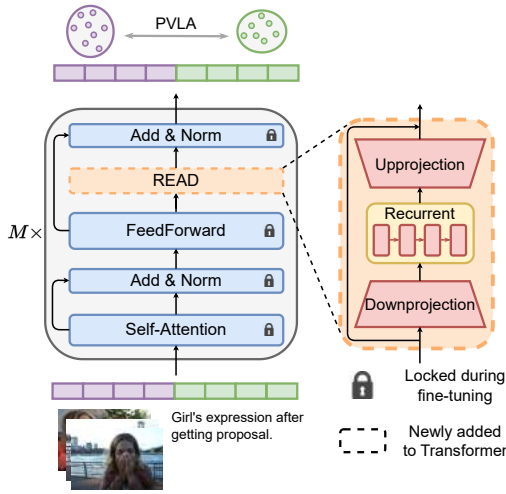 PVLA
Add & Norm
READ
FeedForward
M×
Add & Norm
Self-Attention
Upprojection
Recurrent
Downprojection
Girl's expression after
getting proposal.
Locked during
fine-tuning
Newly added
to Transformer